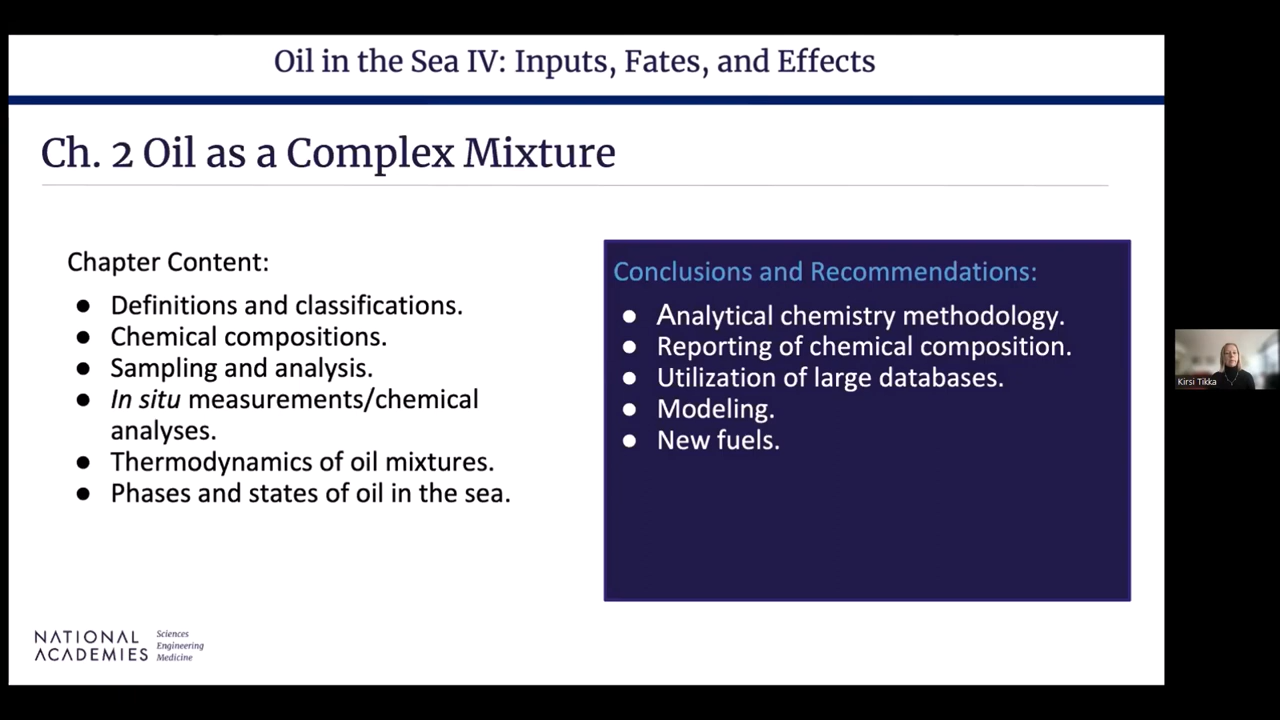 Oil in the Sea IV: Inputs, Fates, and Effects
Ch. 2 Oil as a Complex Mixture
Chapter Content:
● Definitions and classifications.
● Chemical compositions.
● Sampling and analysis.
● In situ measurements/chemical
analyses.
● Thermodynamics of oil mixtures.
● Phases and states of oil in the sea.
Conclusions and Recommendations:
● Analytical chemistry methodology.
● Reporting of chemical composition.
● Utilization of large databases.
● Modeling.
● New fuels.
Kirsi Tikka
NATIONAL
ACADEMIES
Sciences
Engineering
Medicine